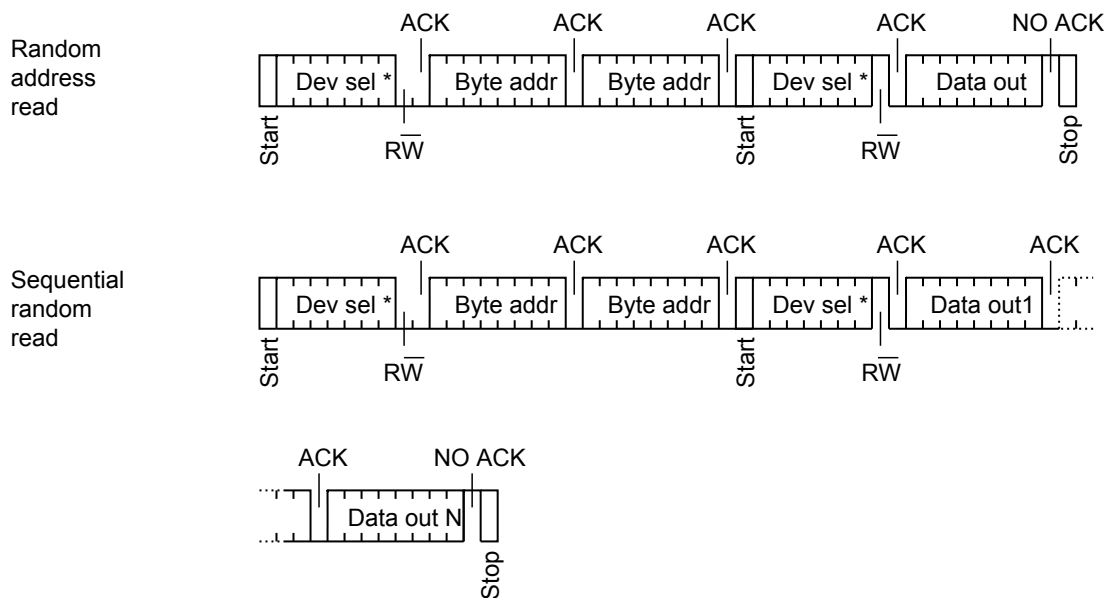 ACK ACK ACK ACK NO ACK
Random
address
read
Dev sel * Byte addr Byte addr Dev sel * Data out
Start RW̅ Start RW̅ Stop
ACK ACK ACK ACK ACK
Sequential
random
read
Dev sel * Byte addr Byte addr Dev sel * Data out1
Start RW̅ Start RW̅
ACK NO ACK
Data out N
Stop